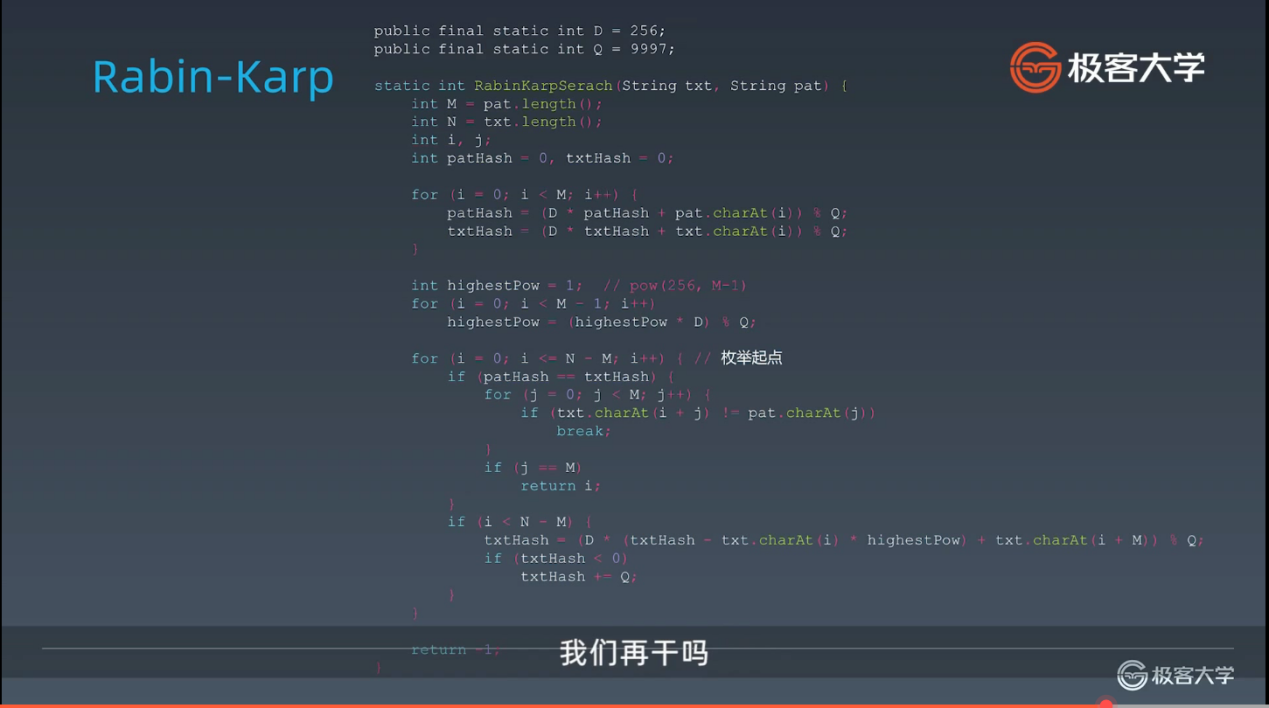 Rabin-Karp
极客大学
public final static int D = 256;
public final static int Q = 9997;
static int RabinKarpSerach(String txt, String pat) {
int M = pat.length();
int N = txt.length();
int i, j;
int patHash = 0, txtHash = 0;
for (i = 0; i < M; i++) {
patHash = (D * patHash + pat.charAt(i)) % Q;
txtHash = (D * txtHash + txt.charAt(i)) % Q;
}
int highestPow = 1;  // pow(256, M-1)
for (i = 0; i < M - 1; i++)
highestPow = (highestPow * D) % Q;
for (i = 0; i <= N - M; i++) { // 枚举起点
if (patHash == txtHash) {
for (j = 0; j < M; j++) {
if (txt.charAt(i + j) != pat.charAt(j))
break;
}
if (j == M)
return i;
}
if (i < N - M) {
txtHash = (D * (txtHash - txt.charAt(i) * highestPow) + txt.charAt(i + M)) % Q;
if (txtHash < 0)
txtHash += Q;
}
}
return -1;
}
我们再干吗
极客大学